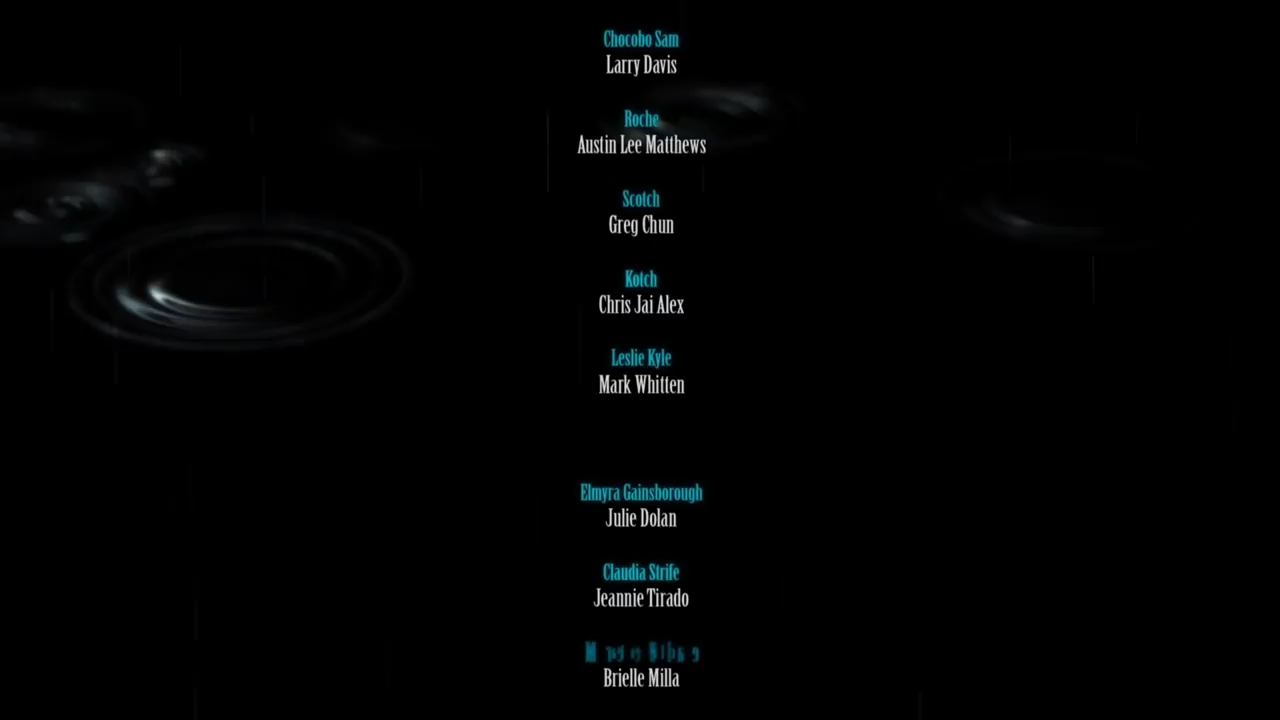 Chocobo Sam
Larry Davis
Roche
Austin Lee Matthews
Scotch
Greg Chun
Kotch
Chris Jai Alex
Leslie Kyle
Mark Whitten
Elmyra Gainsborough
Julie Dolan
Claudia Strife
Jeannie Tirado
Brielle Milla